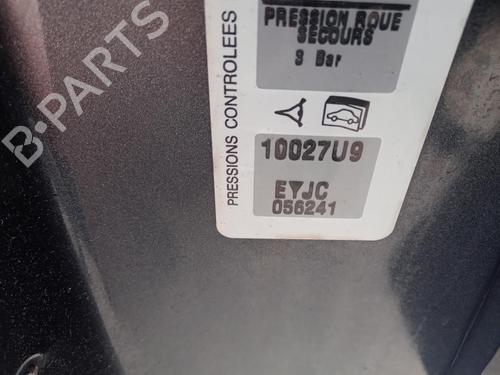 PRESSION ROUE
SECOURS
3 Bar
PRESSIONS CONTROLEES
10027U9
EYJC
056241
B-PARTS